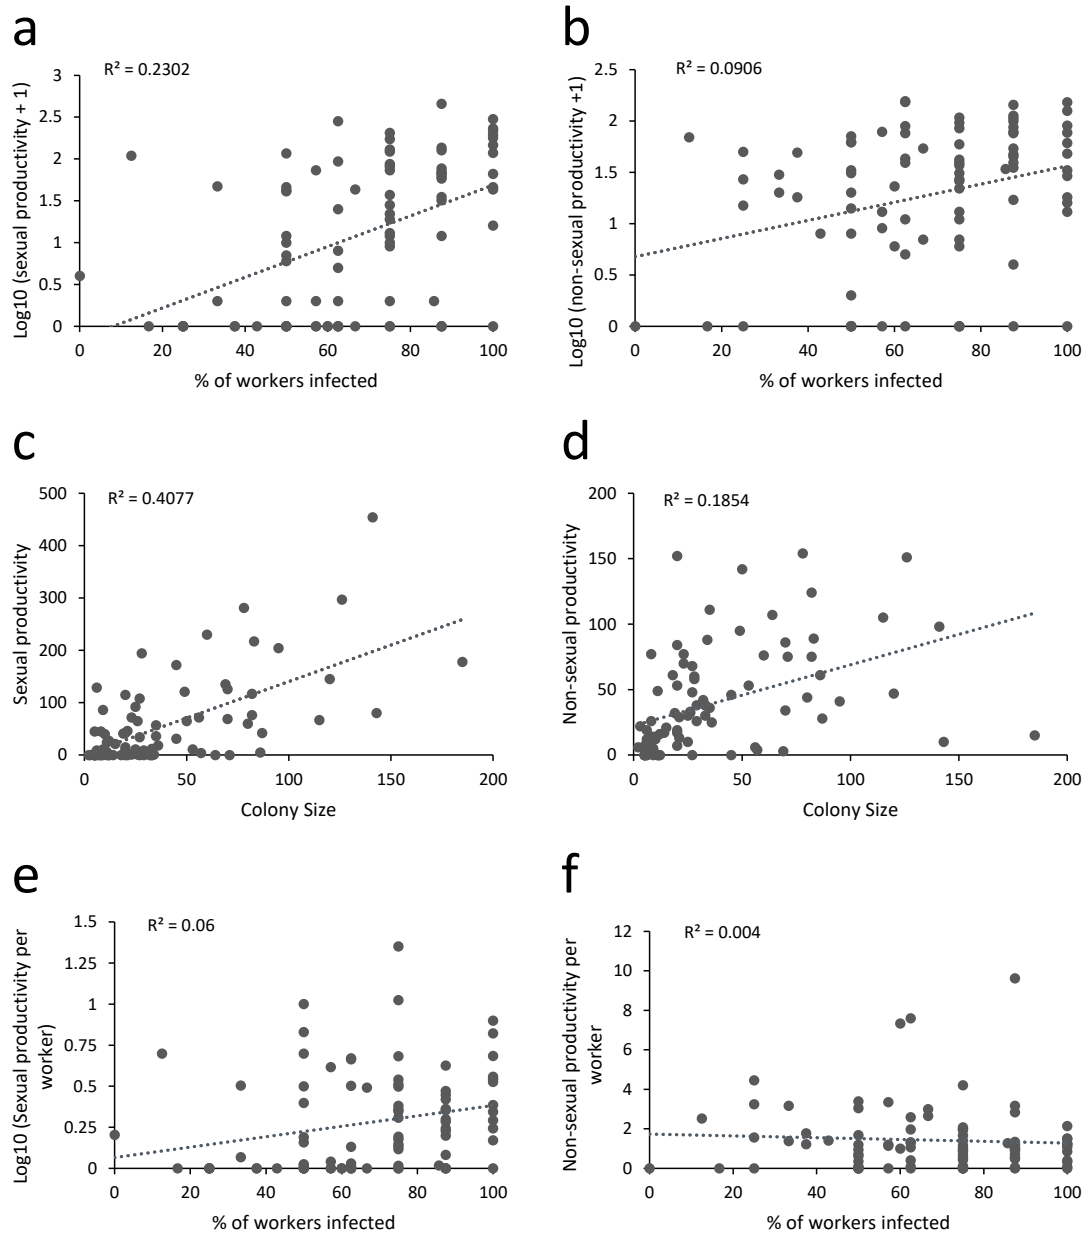 a
R² = 0.2302
Log10 (sexual productivity + 1)
3
2.5
2
1.5
1
0.5
0
0 20 40 60 80 100
% of workers infected
b
R² = 0.0906
Log10 (non-sexual productivity +1)
2.5
2
1.5
1
0.5
0
0 20 40 60 80 100
% of workers infected
c
R² = 0.4077
Sexual productivity
500
400
300
200
100
0
0 50 100 150 200
Colony Size
d
R² = 0.1854
Non-sexual productivity
200
150
100
50
0
0 50 100 150 200
Colony Size
e
R² = 0.06
Log10 (Sexual productivity per
worker)
1.5
1.25
1
0.75
0.5
0.25
0
0 20 40 60 80 100
% of workers infected
f
R² = 0.004
Non-sexual productivity per
worker
12
10
8
6
4
2
0
0 20 40 60 80 100
% of workers infected